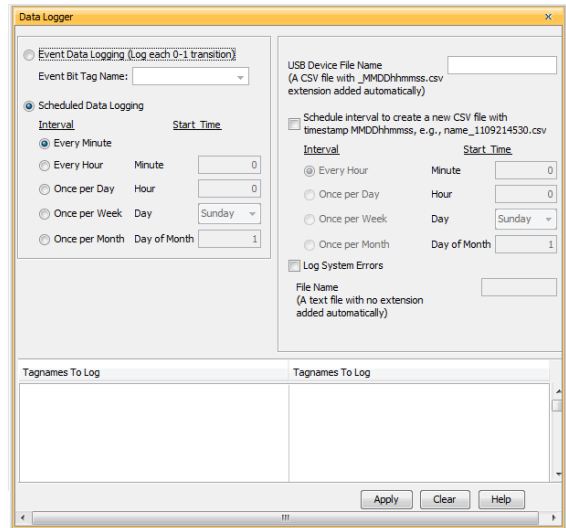 Data Logger
Event Data Logging (Log each 0-1 transition)
Event Bit Tag Name:
Scheduled Data Logging
Interval Start Time
Every Minute
Every Hour Minute 0
Once per Day Hour 0
Once per Week Day Sunday
Once per Month Day of Month 1
USB Device File Name
(A CSV file with _MMDDhhmmss.csv
extension added automatically)
Schedule interval to create a new CSV file with
timestamp MMDDhhmmss, e.g., name_1109214530.csv
Interval Start Time
Every Hour Minute 0
Once per Day Hour 0
Once per Week Day Sunday
Once per Month Day of Month 1
Log System Errors
File Name
(A text file with no extension
added automatically)
Tagnames To Log Tagnames To Log
Apply Clear Help